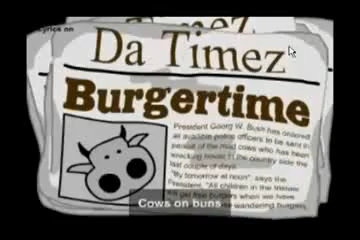 Lyrics on
Timez
Da Timez
Burgertime
President Georg W. Bush has ordered
all available police officers to be sent in
pursuit of the mad cows who has been
wrecking havoc in the country side the
last couple of days.
"By tomorrow at noon", says the
President, "All children in the
will get free burgers when we have
wandering burgers,
Cows on buns